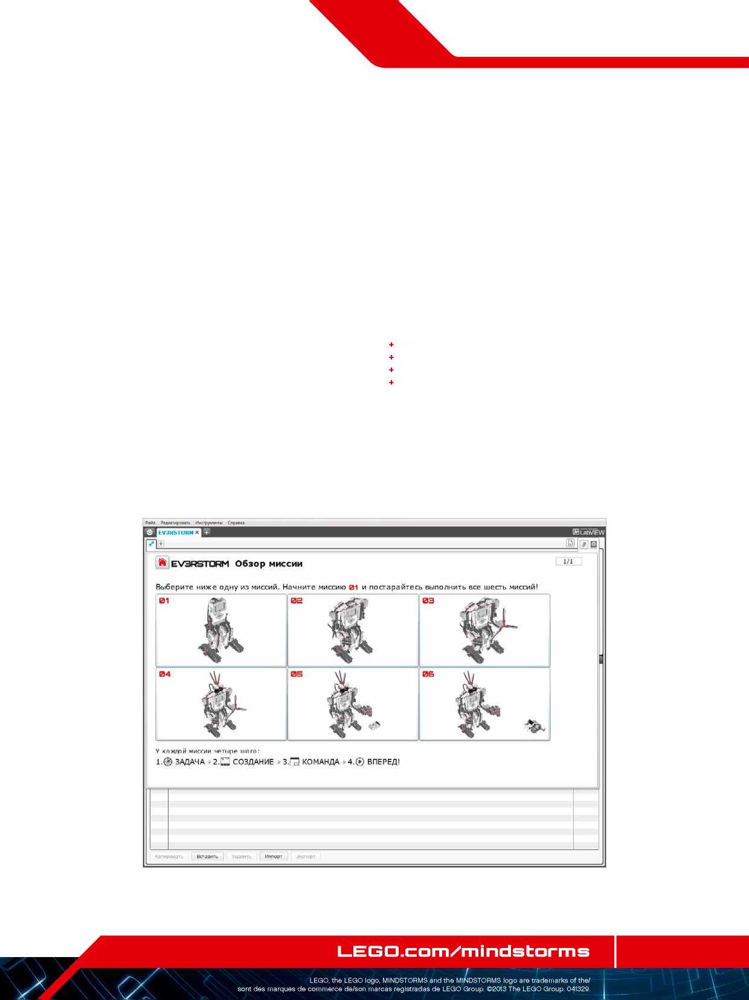 +
+
+
+
Файл Редактировать Инструменты Справка
EV3RSTORM × +
LabVIEW
+
EV3RSTORM Обзор миссии
1/1
Выберите ниже одну из миссий. Начните миссию 01 и постарайтесь выполнить все шесть миссий!
01 02 03
04 05 06
У каждой миссии четыре шага:
1. ЗАДАЧА 2. СОЗДАНИЕ 3. КОМАНДА 4. ВПЕРЕД!
Копировать Вставить Удалить Импорт Экспорт
LEGO.com/mindstorms
LEGO, the LEGO logo, MINDSTORMS and the MINDSTORMS logo are trademarks of the/
sont des marques de commerce de/son marcas registradas de LEGO Group. ©2013 The LEGO Group. 041329.